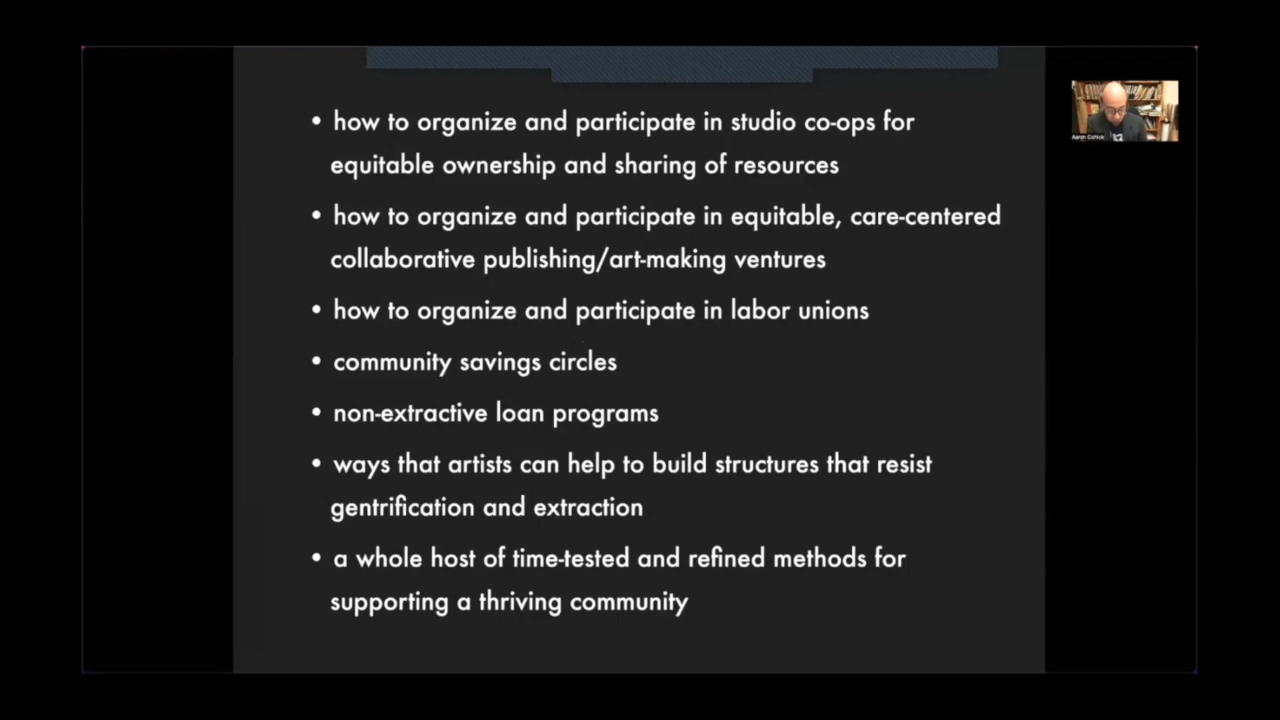 • how to organize and participate in studio co-ops for
equitable ownership and sharing of resources
• how to organize and participate in equitable, care-centered
collaborative publishing/art-making ventures
• how to organize and participate in labor unions
• community savings circles
• non-extractive loan programs
• ways that artists can help to build structures that resist
gentrification and extraction
• a whole host of time-tested and refined methods for
supporting a thriving community
Aaron Cohick